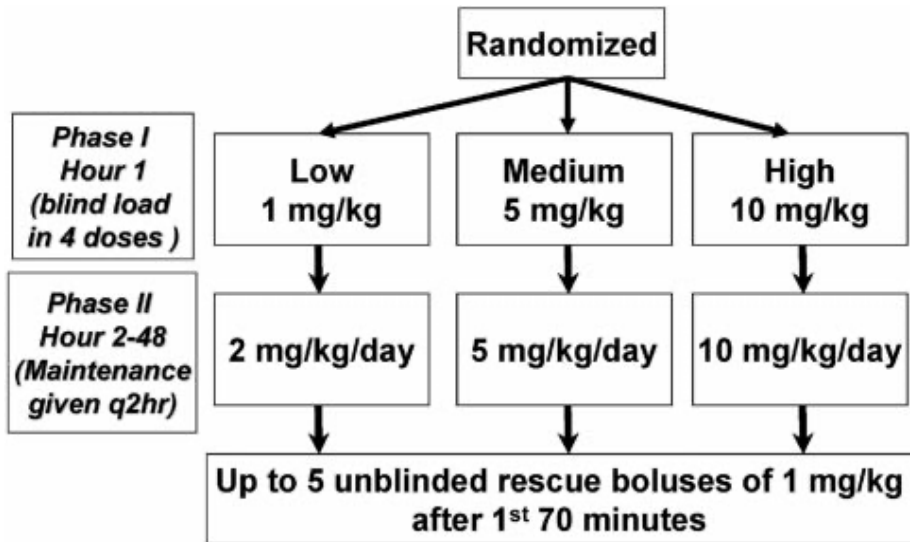 Randomized
Phase I
Hour 1
(blind load
in 4 doses )
Low
1 mg/kg
Medium
5 mg/kg
High
10 mg/kg
Phase II
Hour 2-48
(Maintenance
given q2hr)
2 mg/kg/day
5 mg/kg/day
10 mg/kg/day
Up to 5 unblinded rescue boluses of 1 mg/kg
after 1st 70 minutes